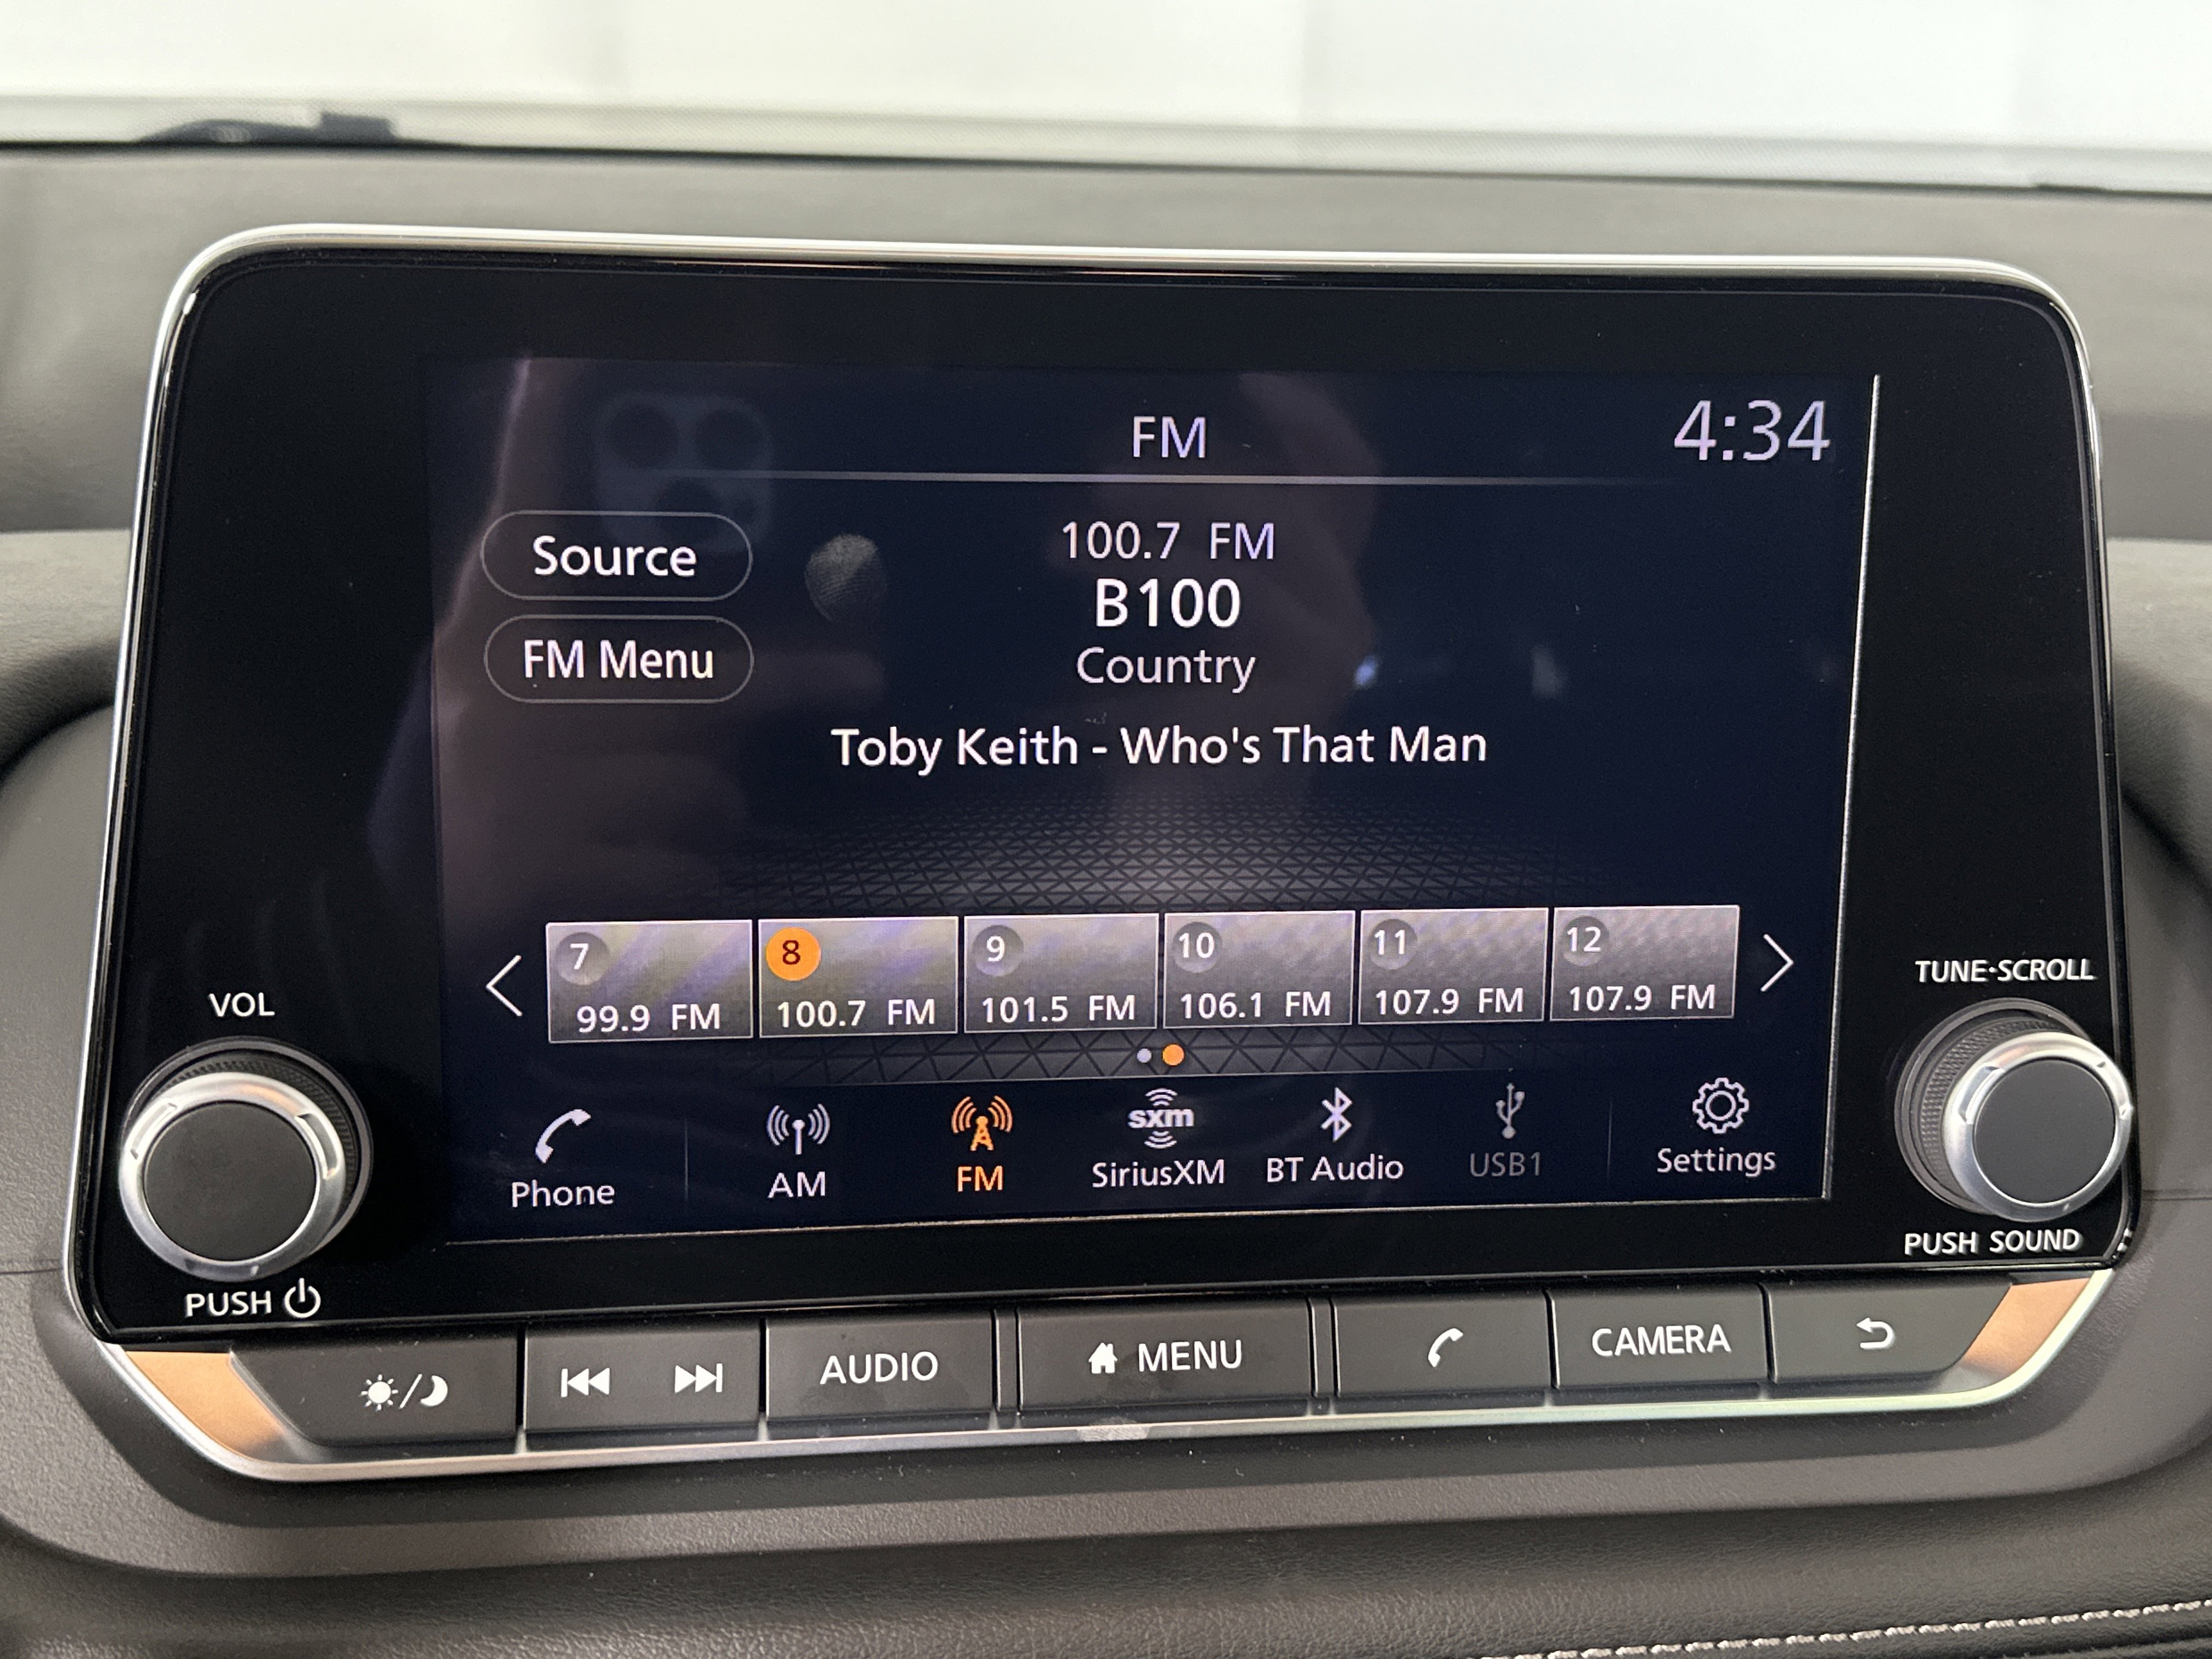 FM
4:34
Source
100.7 FM
B100
FM Menu
Country
Toby Keith - Who's That Man
7
8
9
10
11
12
99.9 FM
100.7 FM
101.5 FM
106.1 FM
107.9 FM
107.9 FM
VOL
TUNE·SCROLL
Phone
AM
FM
sxm
SiriusXM
BT Audio
USB1
Settings
PUSH
PUSH SOUND
AUDIO
MENU
CAMERA